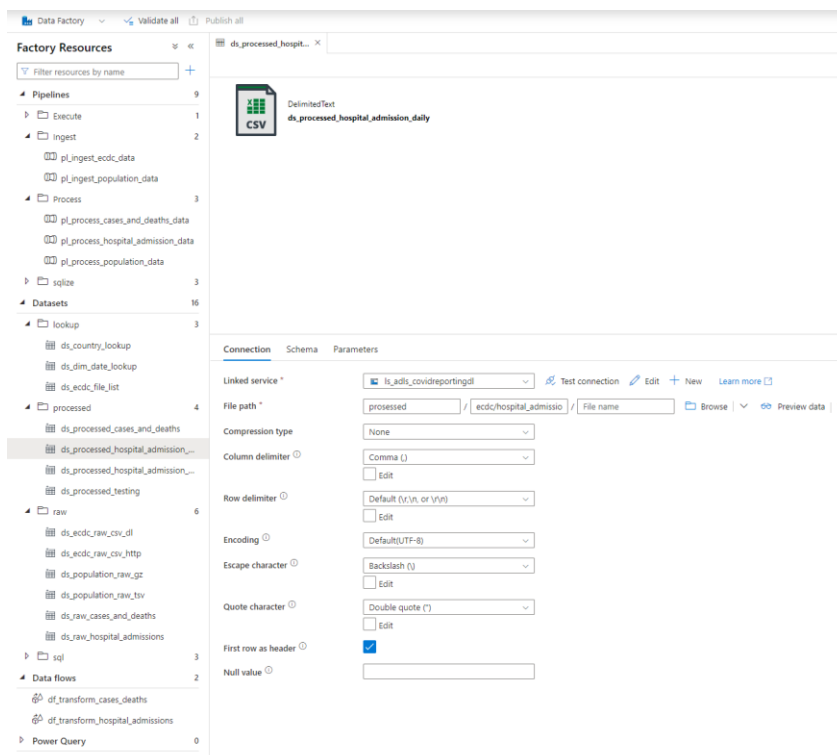 Data Factory Validate all Publish all
Factory Resources
ds_processed_hospit...
Filter resources by name
Pipelines 9
Execute 1
Ingest 2
pl_ingest_ecdc_data
pl_ingest_population_data
Process 3
pl_process_cases_and_deaths_data
pl_process_hospital_admission_data
pl_process_population_data
sqlize 3
Datasets 16
lookup 3
ds_country_lookup
ds_dim_date_lookup
ds_ecdc_file_list
processed 4
ds_processed_cases_and_deaths
ds_processed_hospital_admission_...
ds_processed_hospital_admission_...
ds_processed_testing
raw 6
ds_ecdc_raw_csv_dl
ds_ecdc_raw_csv_http
ds_population_raw_gz
ds_population_raw_tsv
ds_raw_cases_and_deaths
ds_raw_hospital_admissions
sql 3
Data flows 2
df_transform_cases_deaths
df_transform_hospital_admissions
Power Query 0
CSV
DelimitedText
ds_processed_hospital_admission_daily
Connection Schema Parameters
Linked service * ls_adls_covidreportingdl Test connection Edit New Learn more
File path * prosessed / ecdc/hospital_admissio / File name Browse Preview data
Compression type None
Column delimiter Comma (,)
Edit
Row delimiter Default (\r,\n, or \r\n)
Edit
Encoding Default(UTF-8)
Escape character Backslash (\)
Edit
Quote character Double quote (")
Edit
First row as header
Null value